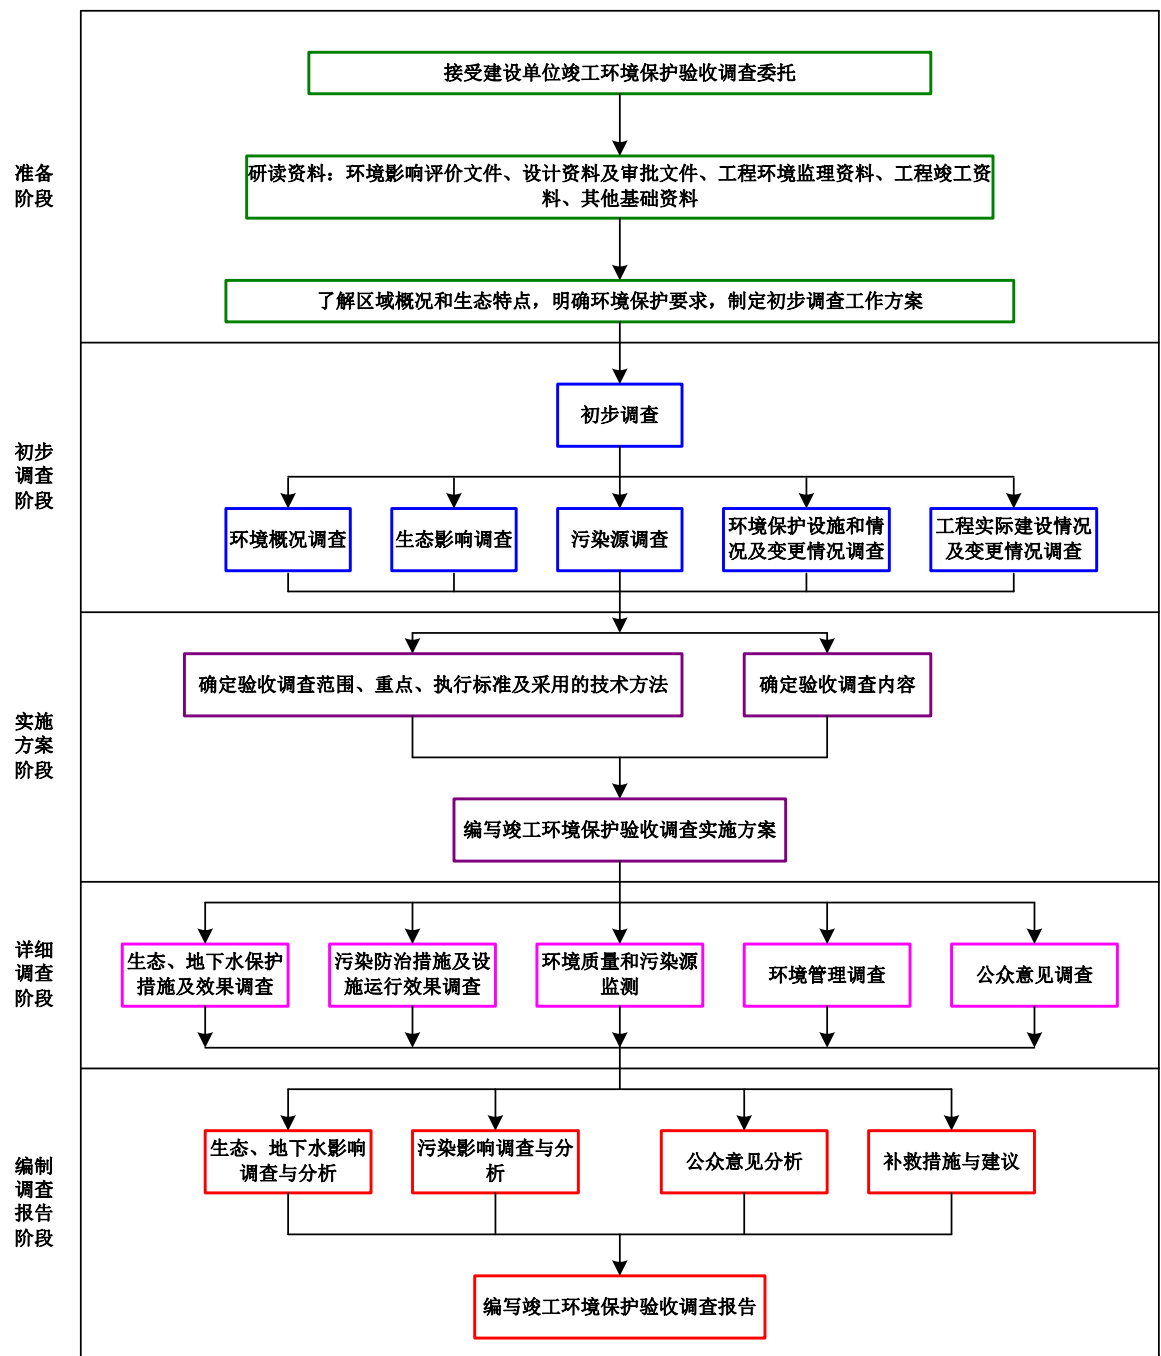 接受建设单位竣工环境保护验收调查委托
准备
阶段
研读资料：环境影响评价文件、设计资料及审批文件、工程环境监理资料、工程竣工资
料、其他基础资料
了解区域概况和生态特点，明确环境保护要求，制定初步调查工作方案
初步
调查
阶段
初步调查
环境概况调查
生态影响调查
污染源调查
环境保护设施和情
况及变更情况调查
工程实际建设情况
及变更情况调查
实施
方案
阶段
确定验收调查范围、重点、执行标准及采用的技术方法
确定验收调查内容
编写竣工环境保护验收调查实施方案
详细
调查
阶段
生态、地下水保护
措施及效果调查
污染防治措施及设
施运行效果调查
环境质量和污染源
监测
环境管理调查
公众意见调查
编制
调查
报告
阶段
生态、地下水影响
调查与分析
污染影响调查与分
析
公众意见分析
补救措施与建议
编写竣工环境保护验收调查报告